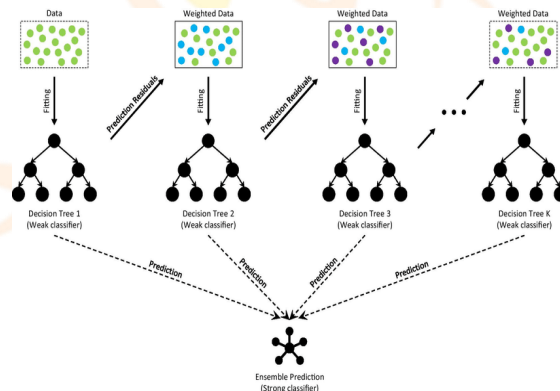 Data
Weighted Data
Weighted Data
Weighted Data
Fitting
Prediction Residuals
Fitting
Prediction Residuals
Fitting
Fitting
Decision Tree 1
(Weak classifier)
Decision Tree 2
(Weak classifier)
Decision Tree 3
(Weak classifier)
Decision Tree K
(Weak classifier)
Prediction
Prediction
Prediction
Prediction
Ensemble Prediction
(Strong classifier)